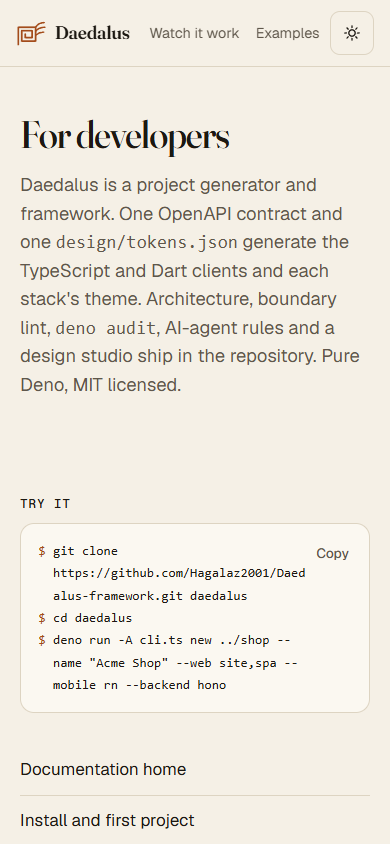 Daedalus Watch it work Examples
For developers
Daedalus is a project generator and
framework. One OpenAPI contract and
one design/tokens.json generate the
TypeScript and Dart clients and each
stack's theme. Architecture, boundary
lint, deno audit, AI-agent rules and a
design studio ship in the repository. Pure
Deno, MIT licensed.
TRY IT
$ git clone
Copy
https://github.com/Hagalaz2001/Daed
alus-framework.git daedalus
$ cd daedalus
$ deno run -A cli.ts new ../shop --
name "Acme Shop" --web site,spa --
mobile rn --backend hono
Documentation home
Install and first project